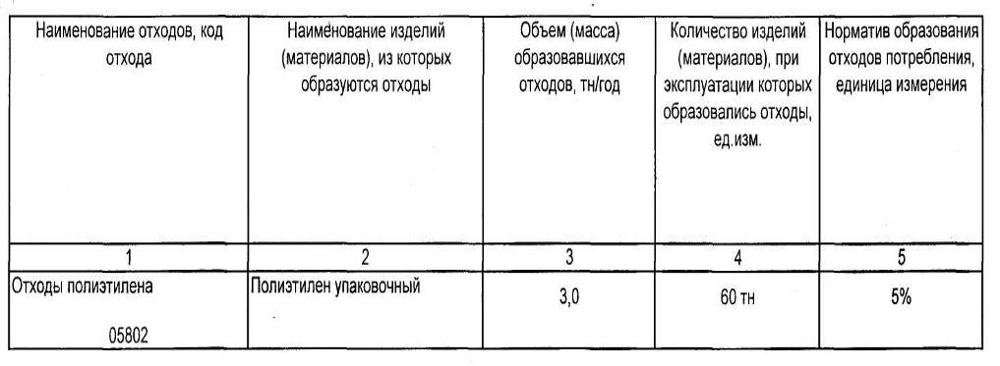 Наименование отходов, код
отхода
Наименование изделий
(материалов), из которых
образуются отходы
Объем (масса)
образовавшихся
отходов, тн/год
Количество изделий
(материалов), при
эксплуатации которых
образовались отходы,
ед.изм.
Норматив образования
отходов потребления,
единица измерения
1
2
3
4
5
Отходы полиэтилена
05802
Полиэтилен упаковочный
3,0
60 тн
5%